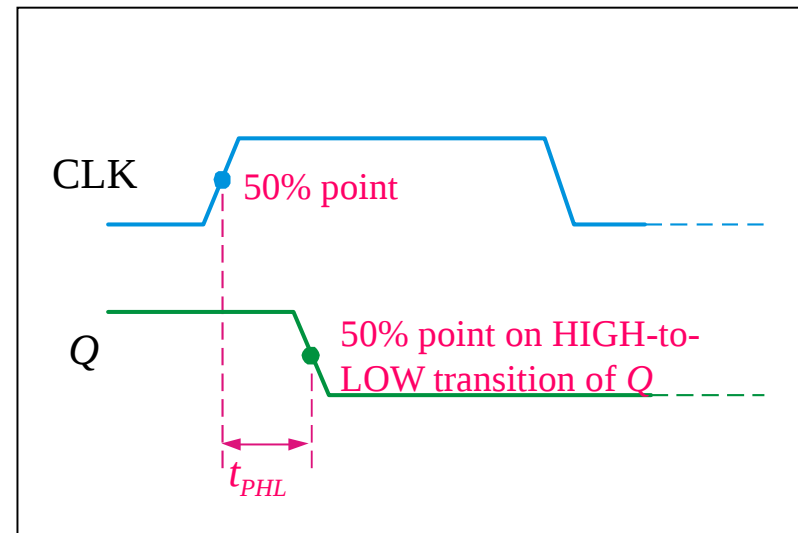 CLK
50% point
Q
50% point on HIGH-to-
LOW transition of Q
tPHL